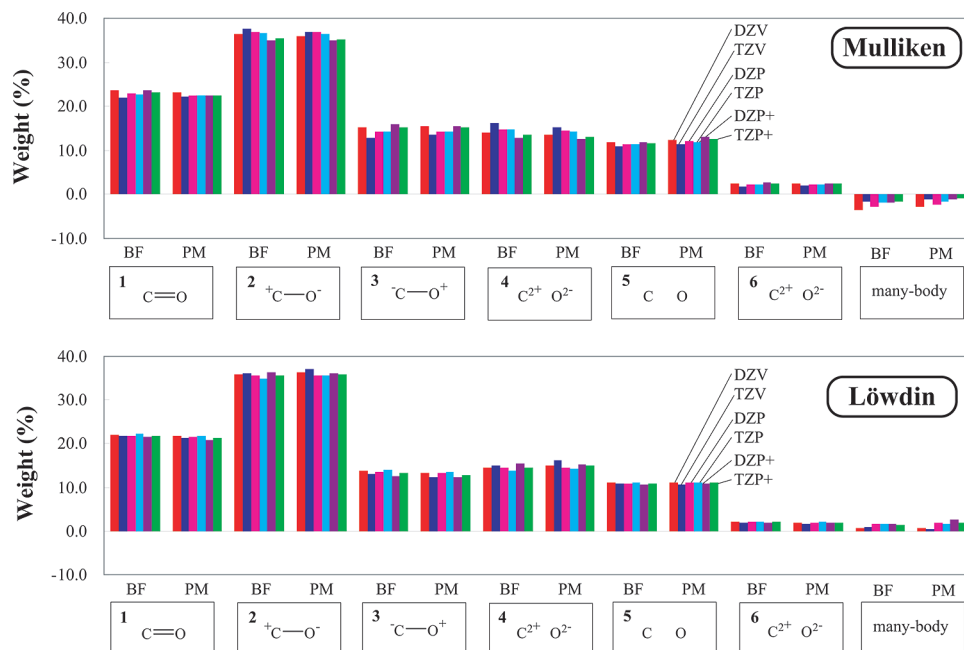 Mulliken
Weight (%)
40.0
30.0
20.0
10.0
0.0
-10.0
DZV
TZV
DZP
TZP
DZP+
TZP+
BF PM BF PM BF PM BF PM BF PM BF PM BF PM
1 C=O
2 ⁺C—O⁻
3 ⁻C—O⁺
4 C²⁺ O²⁻
5 C O
6 C²⁺ O²⁻
many-body
Löwdin
Weight (%)
40.0
30.0
20.0
10.0
0.0
-10.0
DZV
TZV
DZP
TZP
DZP+
TZP+
BF PM BF PM BF PM BF PM BF PM BF PM BF PM
1 C=O
2 ⁺C—O⁻
3 ⁻C—O⁺
4 C²⁺ O²⁻
5 C O
6 C²⁺ O²⁻
many-body